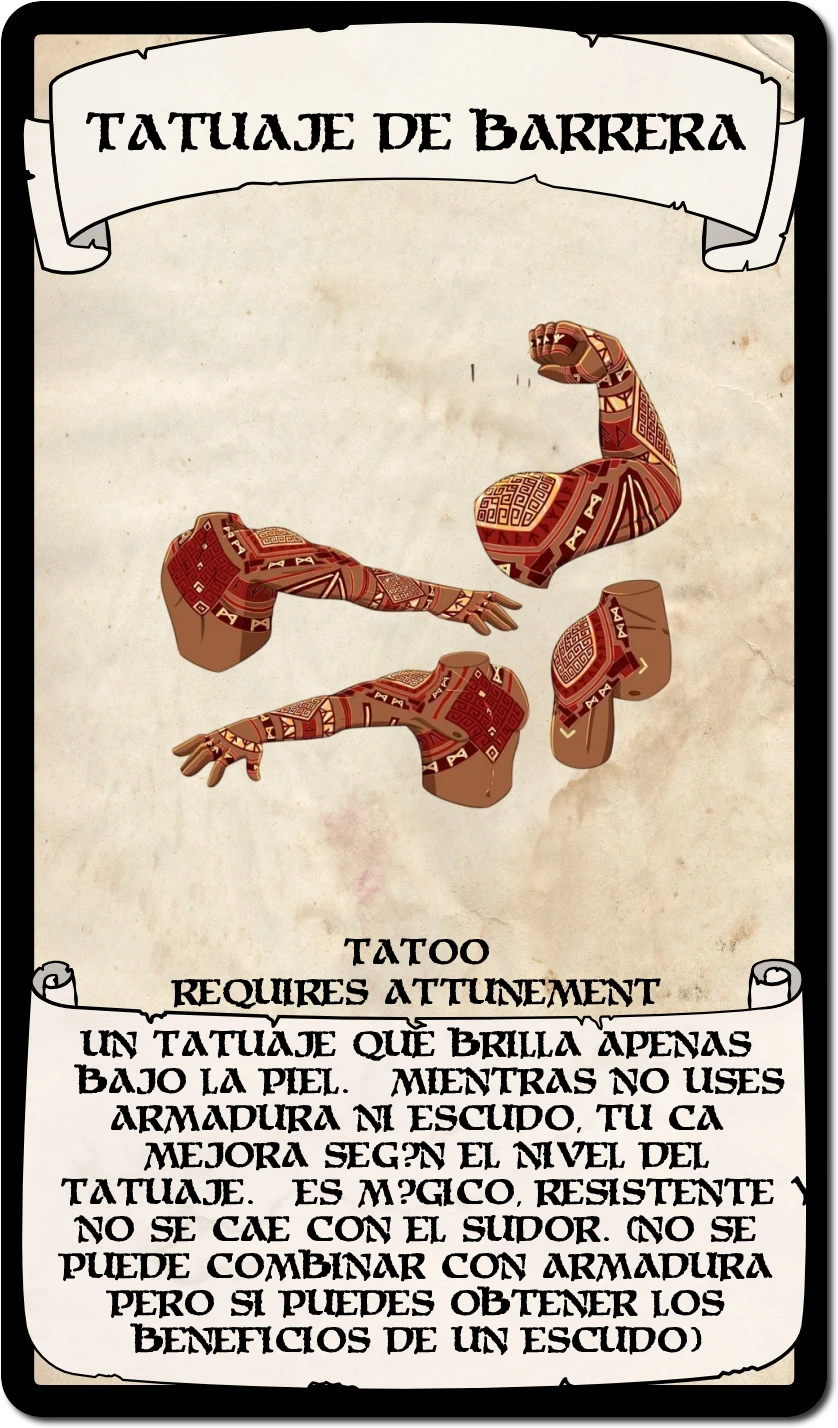 TATUAJE DE BARRERA
TATOO
REQUIRES ATTUNEMENT
UN TATUAJE QUE BRILLA APENAS
BAJO LA PIEL. MIENTRAS NO USES
ARMADURA NI ESCUDO, TU CA
MEJORA SEG?N EL NIVEL DEL
TATUAJE. ES M?GICO, RESISTENTE Y
NO SE CAE CON EL SUDOR. (NO SE
PUEDE COMBINAR CON ARMADURA
PERO SI PUEDES OBTENER LOS
BENEFICIOS DE UN ESCUDO)